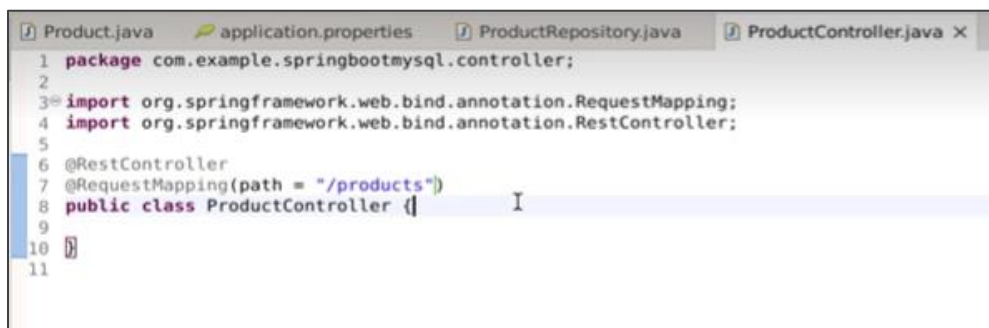 Product.java application.properties ProductRepository.java ProductController.java ×
1 package com.example.springbootmysql.controller;
2
3 import org.springframework.web.bind.annotation.RequestMapping;
4 import org.springframework.web.bind.annotation.RestController;
5
6 @RestController
7 @RequestMapping(path = "/products")
8 public class ProductController {
9
10 }
11